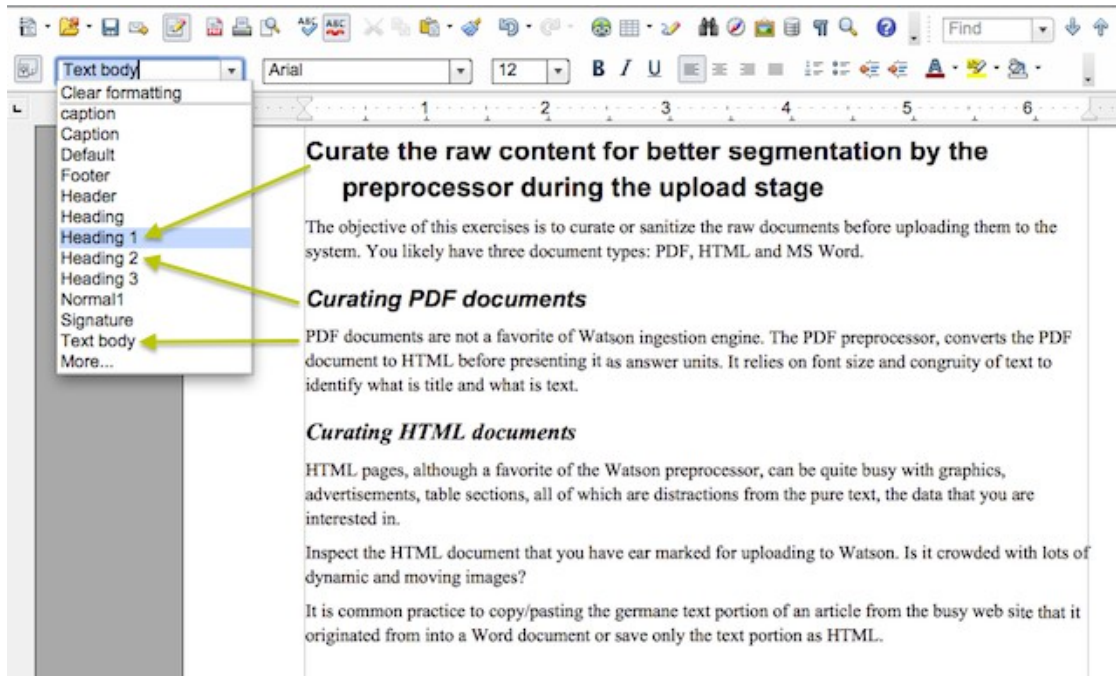 ABC ABC Find
Text body Arial 12 B I U A
Clear formatting
caption
Caption
Default
Footer
Header
Heading
Heading 1
Heading 2
Heading 3
Normal1
Signature
Text body
More...
1 2 3 4 5 6
Curate the raw content for better segmentation by the
preprocessor during the upload stage
The objective of this exercises is to curate or sanitize the raw documents before uploading them to the
system. You likely have three document types: PDF, HTML and MS Word.
Curating PDF documents
PDF documents are not a favorite of Watson ingestion engine. The PDF preprocessor, converts the PDF
document to HTML before presenting it as answer units. It relies on font size and congruity of text to
identify what is title and what is text.
Curating HTML documents
HTML pages, although a favorite of the Watson preprocessor, can be quite busy with graphics,
advertisements, table sections, all of which are distractions from the pure text, the data that you are
interested in.
Inspect the HTML document that you have ear marked for uploading to Watson. Is it crowded with lots of
dynamic and moving images?
It is common practice to copy/pasting the germane text portion of an article from the busy web site that it
originated from into a Word document or save only the text portion as HTML.